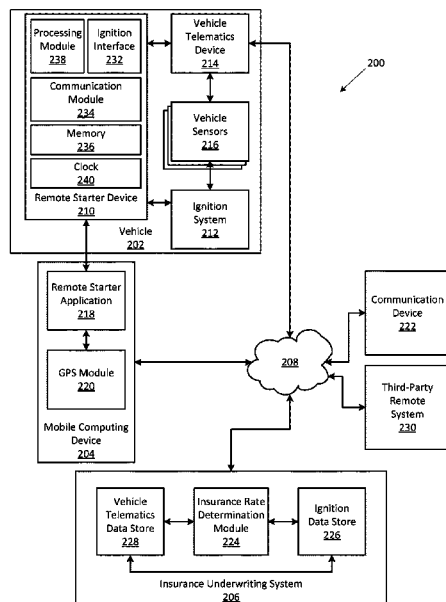 200
Processing
Module
238
Ignition
Interface
232
Communication
Module
234
Memory
236
Clock
240
Remote Starter
Device
210
Vehicle
Telematics
Device
214
Vehicle
Sensors
216
Ignition
System
212
Vehicle
202
Remote Starter
Application
218
GPS Module
220
Mobile Computing
Device
204
208
Communication
Device
222
Third-Party
Remote
System
230
Vehicle
Telematics
Data Store
228
Insurance Rate
Determination
Module
224
Ignition
Data Store
226
Insurance Underwriting System
206